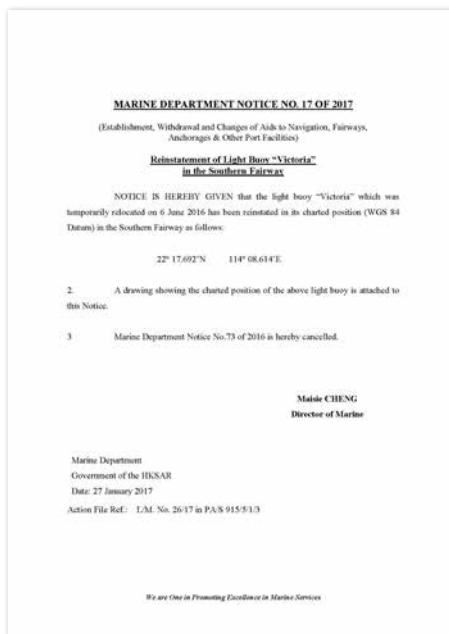 MARINE DEPARTMENT NOTICE NO. 17 OF 2017
(Establishment, Withdrawal and Changes of Aids to Navigation, Fairways,
Anchorages & Other Port Facilities)
Reinstatement of Light Buoy “Victoria”
in the Southern Fairway
NOTICE IS HEREBY GIVEN that the light buoy “Victoria” which was
temporarily relocated on 6 June 2016 has been reinstated in its charted position (WGS 84
Datum) in the Southern Fairway as follows:
22° 17.692'N 114° 08.614'E
2. A drawing showing the charted position of the above light buoy is attached to
this Notice.
3 Marine Department Notice No.73 of 2016 is hereby cancelled.
Maisie CHENG
Director of Marine
Marine Department
Government of the HKSAR
Date: 27 January 2017
Action File Ref.: L/M. No. 26/17 in PA/S 915/5/1/3
We are One in Promoting Excellence in Marine Services